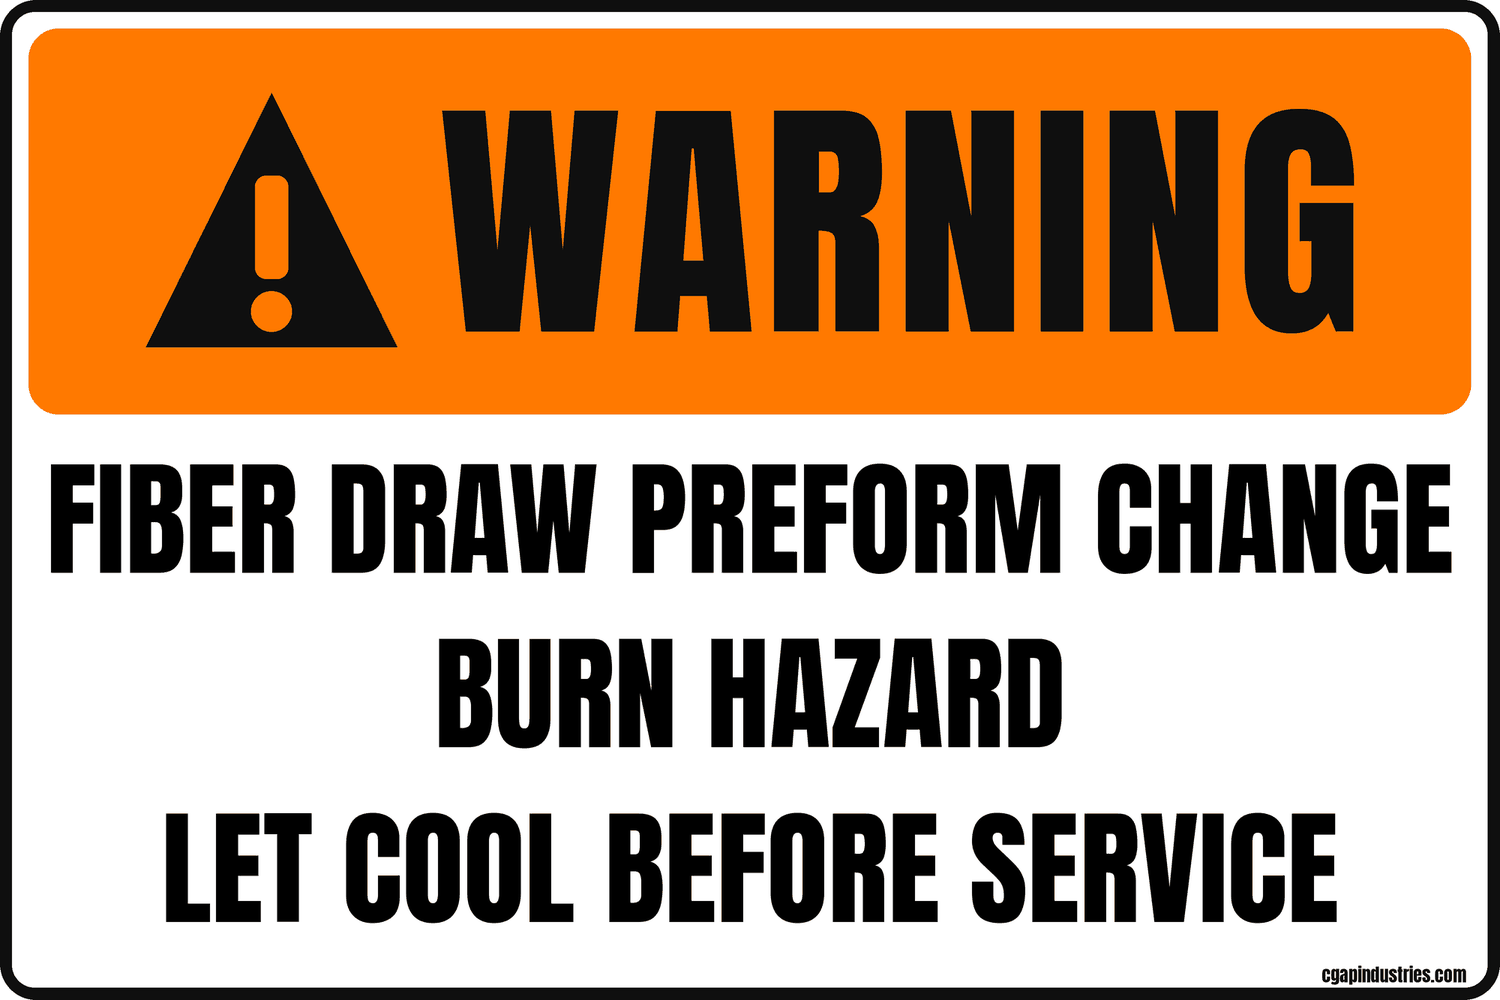 WARNING
FIBER DRAW PREFORM CHANGE
BURN HAZARD
LET COOL BEFORE SERVICE
cgapindustries.com